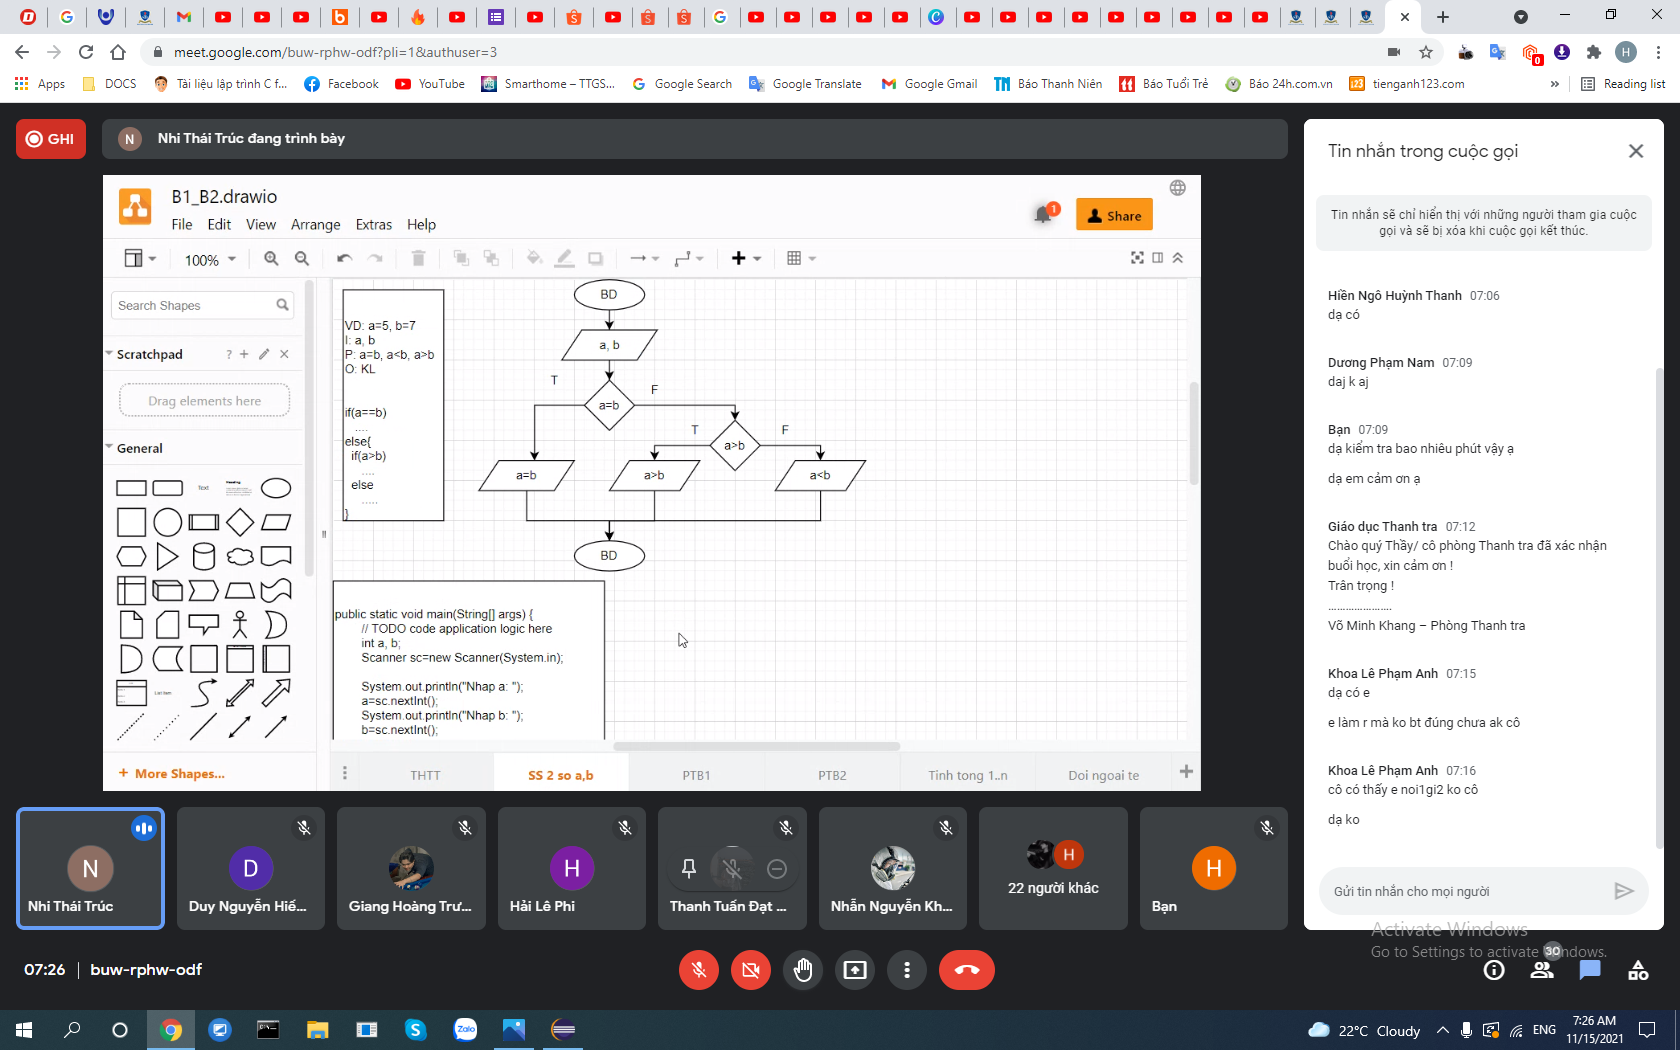 meet.google.com/buw-rphw-odf?pli=1&authuser=3
H
0
Apps
DOCS
Tài liệu lập trình C f...
Facebook
YouTube
Smarthome – TTGS...
Google Search
Google Translate
Google Gmail
Báo Thanh Niên
Báo Tuổi Trẻ
Báo 24h.com.vn
123
tienganh123.com
»
Reading list
GHI
N
Nhi Thái Trúc đang trình bày
B1_B2.drawio
File Edit View Arrange Extras Help
1
Share
100%
Search Shapes
Scratchpad
?
Drag elements here
General
Text
Heading
List Item
+ More Shapes...
VD: a=5, b=7
I: a, b
P: a=b, a<b, a>b
O: KL
if(a==b)
....
else{
if(a>b)
....
else
.....
}
BD
a, b
T
F
a=b
T
F
a>b
a=b
a>b
a<b
BD
public static void main(String[] args) {
// TODO code application logic here
int a, b;
Scanner sc=new Scanner(System.in);
System.out.println("Nhap a: ");
a=sc.nextInt();
System.out.println("Nhap b: ");
b=sc.nextInt();
THTT
SS 2 so a,b
PTB1
PTB2
Tinh tong 1..n
Doi ngoai te
N
Nhi Thái Trúc
D
Duy Nguyễn Hiế...
Giang Hoàng Trư...
H
Hải Lê Phi
Thanh Tuấn Đạt ...
Nhẫn Nguyễn Kh...
H
22 người khác
H
Bạn
Tin nhắn trong cuộc gọi
Tin nhắn sẽ chỉ hiển thị với những người tham gia cuộc
gọi và sẽ bị xóa khi cuộc gọi kết thúc.
Hiền Ngô Huỳnh Thanh 07:06
dạ có
Dương Phạm Nam 07:09
daj k aj
Bạn 07:09
dạ kiểm tra bao nhiêu phút vậy ạ
dạ em cảm ơn ạ
Giáo dục Thanh tra 07:12
Chào quý Thầy/ cô phòng Thanh tra đã xác nhận
buổi học, xin cảm ơn !
Trân trọng !
.....................
Võ Minh Khang – Phòng Thanh tra
Khoa Lê Phạm Anh 07:15
dạ có e
e làm r mà ko bt đúng chưa ak cô
Khoa Lê Phạm Anh 07:16
cô có thấy e noi1gi2 ko cô
dạ ko
Gửi tin nhắn cho mọi người
Activate Windows
Go to Settings to activate Windows.
07:26 | buw-rphw-odf
30
Zalo
22°C Cloudy
ENG
7:26 AM
11/15/2021